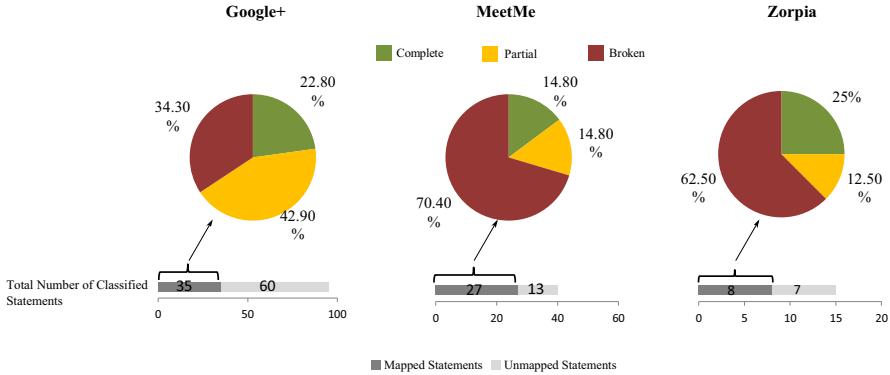 Google+ MeetMe Zorpia
Complete Partial Broken
22.80
%
34.30
%
42.90
%
14.80
%
14.80
%
70.40
%
25%
12.50
%
62.50
%
Total Number of Classified
Statements
35 60
0 50 100
27 13
0 20 40 60
8 7
0 5 10 15 20
Mapped Statements Unmapped Statements